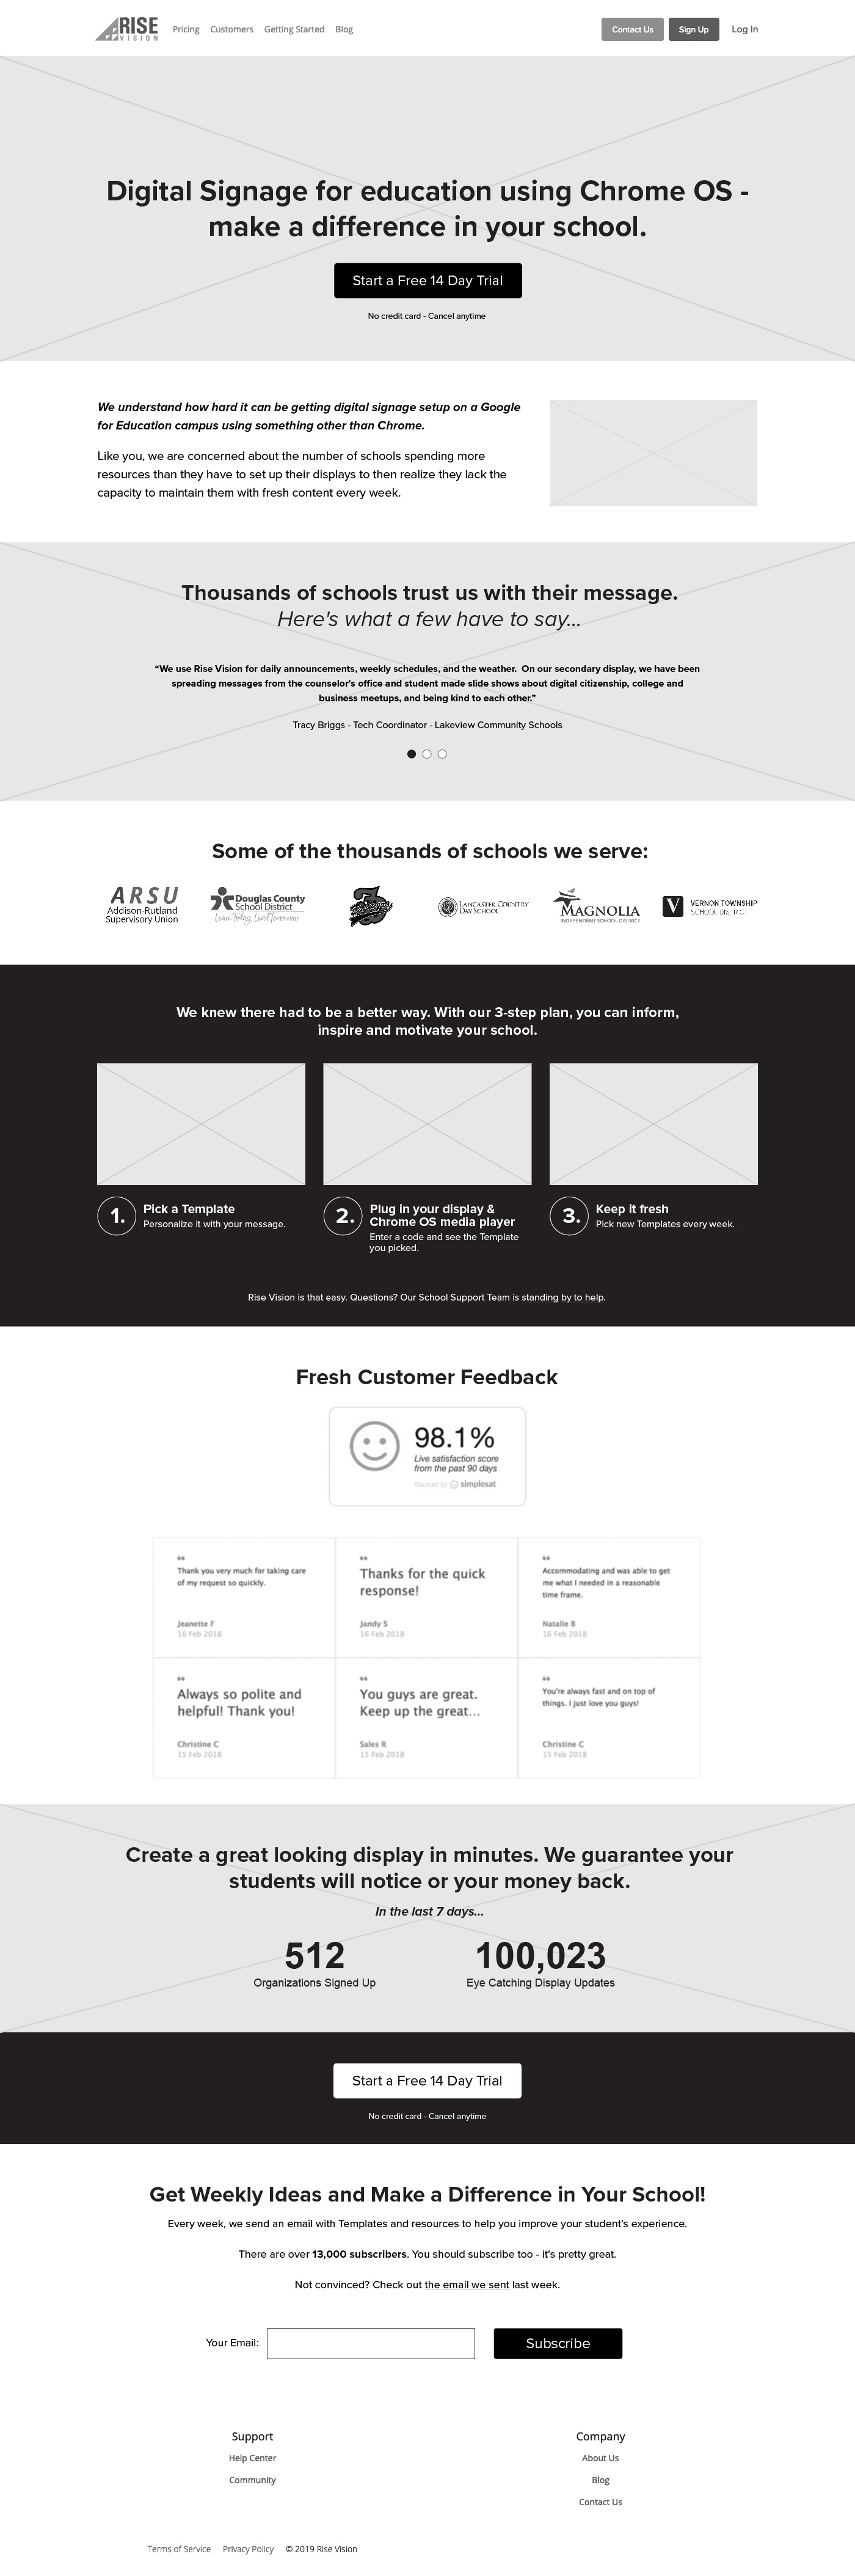 RISE
VISION
Pricing
Customers
Getting Started
Blog
Contact Us
Sign Up
Log In
Digital Signage for education using Chrome OS -
make a difference in your school.
Start a Free 14 Day Trial
No credit card - Cancel anytime
We understand how hard it can be getting digital signage setup on a Google
for Education campus using something other than Chrome.
Like you, we are concerned about the number of schools spending more
resources than they have to set up their displays to then realize they lack the
capacity to maintain them with fresh content every week.
Thousands of schools trust us with their message.
Here's what a few have to say...
“We use Rise Vision for daily announcements, weekly schedules, and the weather. On our secondary display, we have been
spreading messages from the counselor’s office and student made slide shows about digital citizenship, college and
business meetups, and being kind to each other.”
Tracy Briggs - Tech Coordinator - Lakeview Community Schools
Some of the thousands of schools we serve:
ARSU
Addison-Rutland
Supervisory Union
Douglas County
School District
Learn Today, Lead Tomorrow
LANCASTER COUNTRY
DAY SCHOOL
MAGNOLIA
INDEPENDENT SCHOOL DISTRICT
V
VERNON TOWNSHIP
SCHOOL DISTRICT
We knew there had to be a better way. With our 3-step plan, you can inform,
inspire and motivate your school.
1.
Pick a Template
Personalize it with your message.
2.
Plug in your display &
Chrome OS media player
Enter a code and see the Template
you picked.
3.
Keep it fresh
Pick new Templates every week.
Rise Vision is that easy. Questions? Our School Support Team is standing by to help.
Fresh Customer Feedback
98.1%
Live satisfaction score
from the past 90 days
Sourced by simplesat
“
Thank you very much for taking care
of my request so quickly.
Jeanette F
16 Feb 2018
“
Thanks for the quick
response!
Jandy S
16 Feb 2018
“
Accommodating and was able to get
me what I needed in a reasonable
time frame.
Natalie B
16 Feb 2018
“
Always so polite and
helpful! Thank you!
Christine C
15 Feb 2018
“
You guys are great.
Keep up the great...
Sales R
15 Feb 2018
“
You're always fast and on top of
things. I just love you guys!
Christine C
15 Feb 2018
Create a great looking display in minutes. We guarantee your
students will notice or your money back.
In the last 7 days...
512
Organizations Signed Up
100,023
Eye Catching Display Updates
Start a Free 14 Day Trial
No credit card - Cancel anytime
Get Weekly Ideas and Make a Difference in Your School!
Every week, we send an email with Templates and resources to help you improve your student’s experience.
There are over 13,000 subscribers. You should subscribe too - it’s pretty great.
Not convinced? Check out the email we sent last week.
Your Email:
Subscribe
Support
Help Center
Community
Company
About Us
Blog
Contact Us
Terms of Service
Privacy Policy
© 2019 Rise Vision